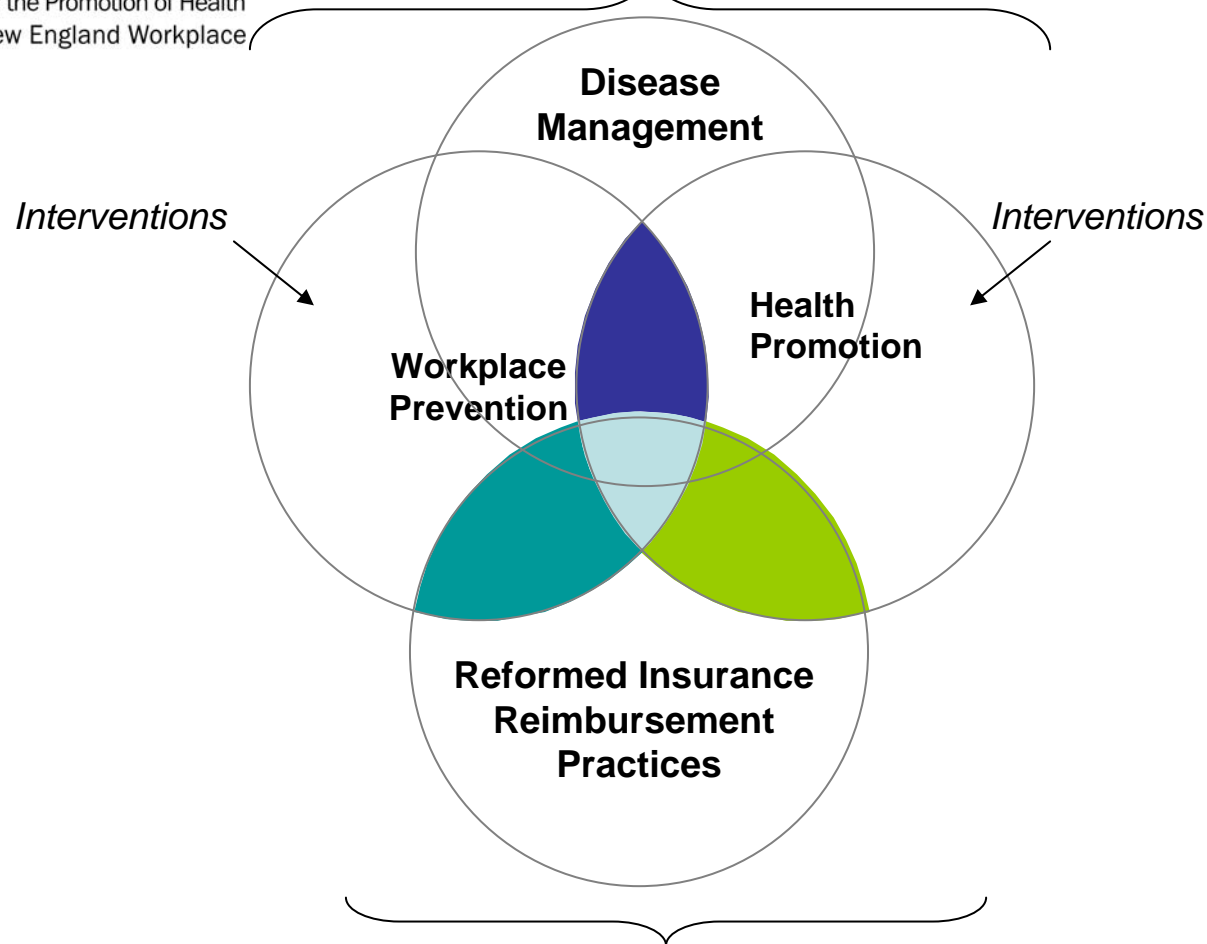 the Promotion of Health
ew England Workplace
Disease
Management
Interventions
Interventions
Health
Promotion
Workplace
Prevention
Reformed Insurance
Reimbursement
Practices